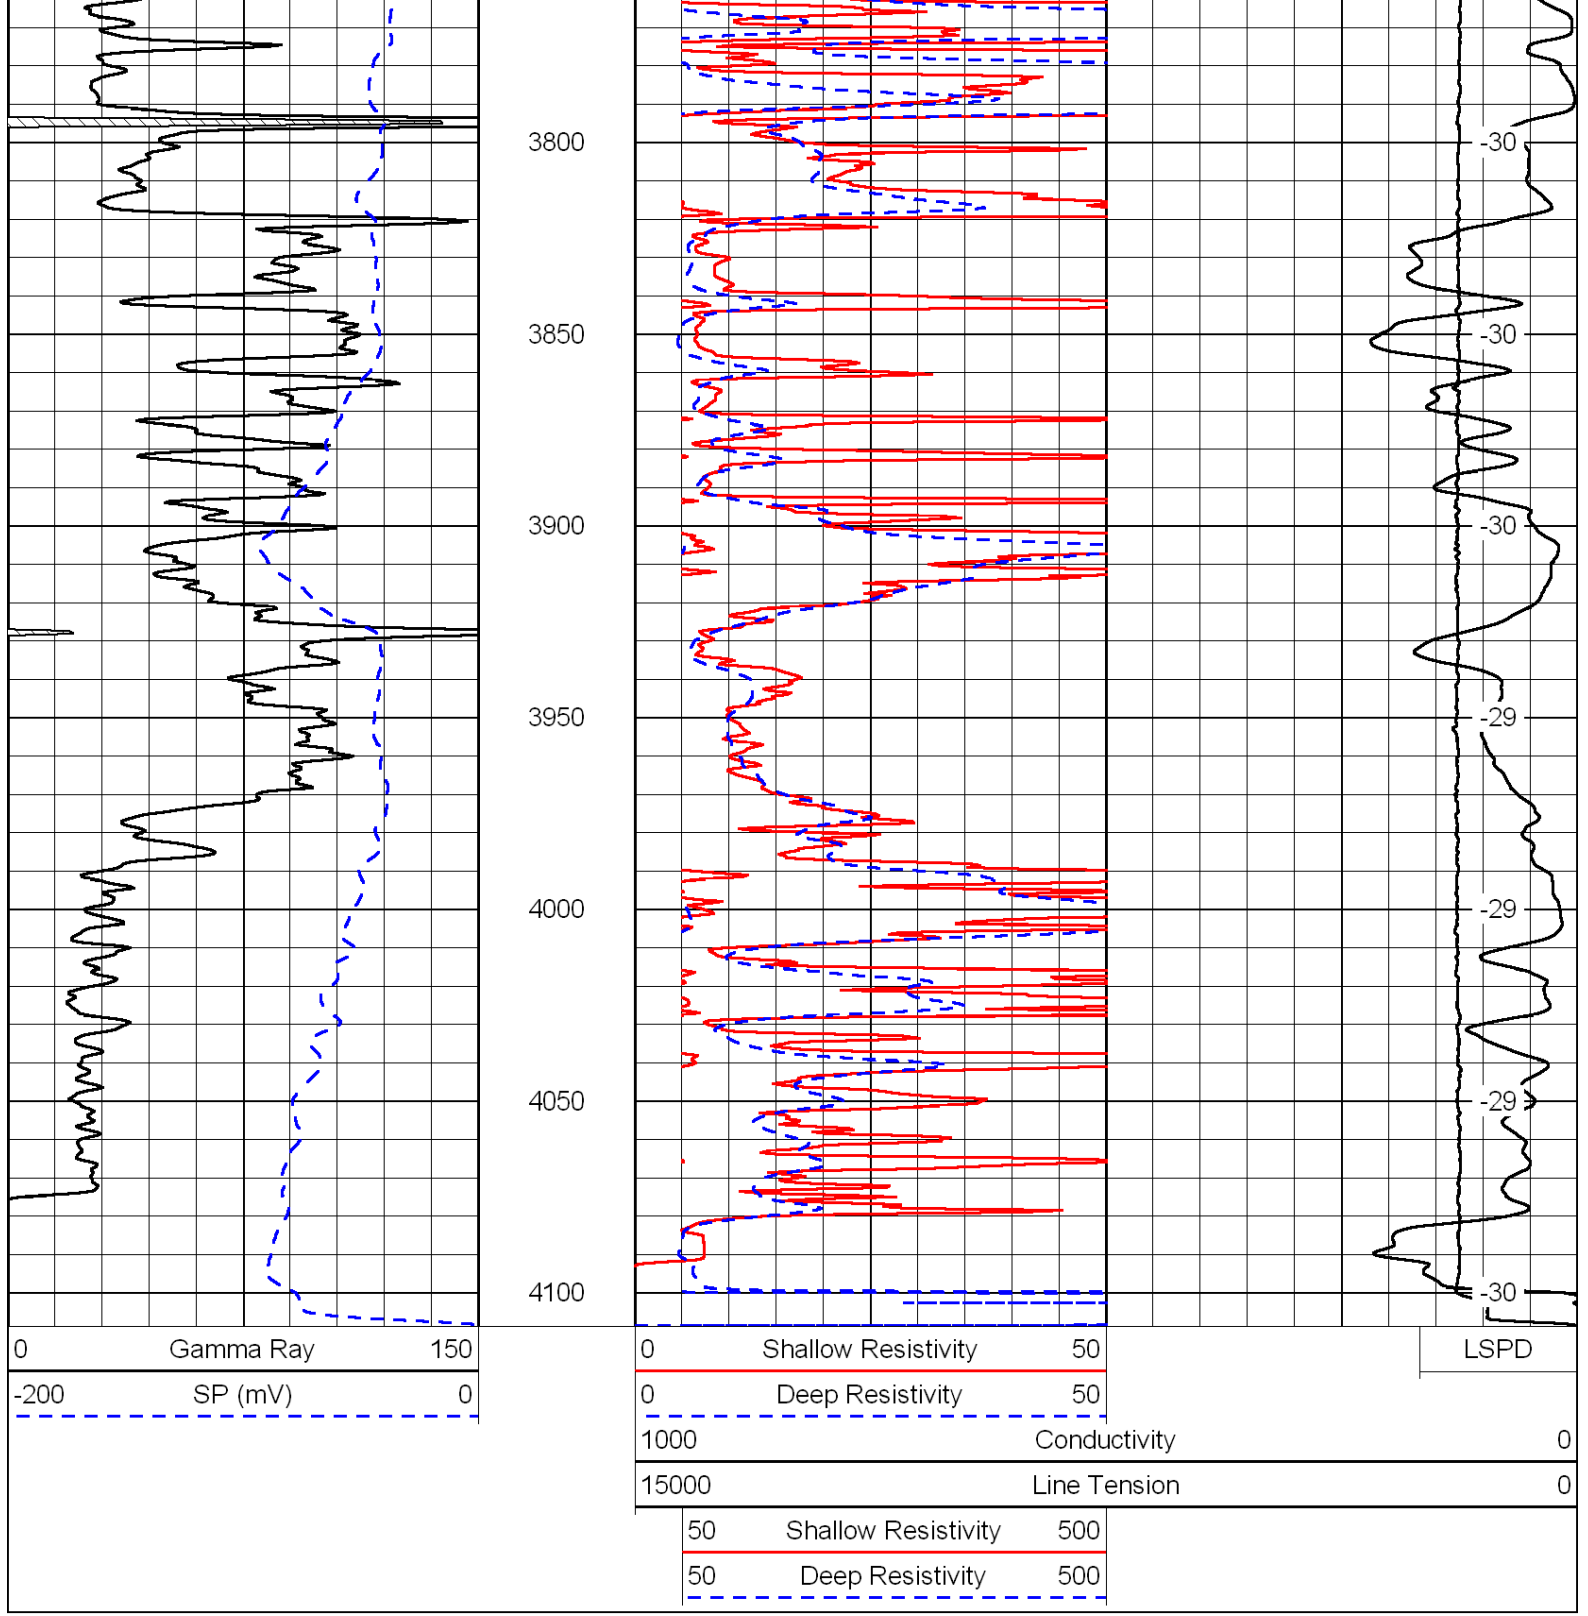 3800 -30
3850 -30
3900 -30
3950 -29
4000 -29
4050 -29
4100 -30
0 Gamma Ray 150
-200 SP (mV) 0
0 Shallow Resistivity 50
0 Deep Resistivity 50
LSPD
1000 Conductivity 0
15000 Line Tension 0
50 Shallow Resistivity 500
50 Deep Resistivity 500